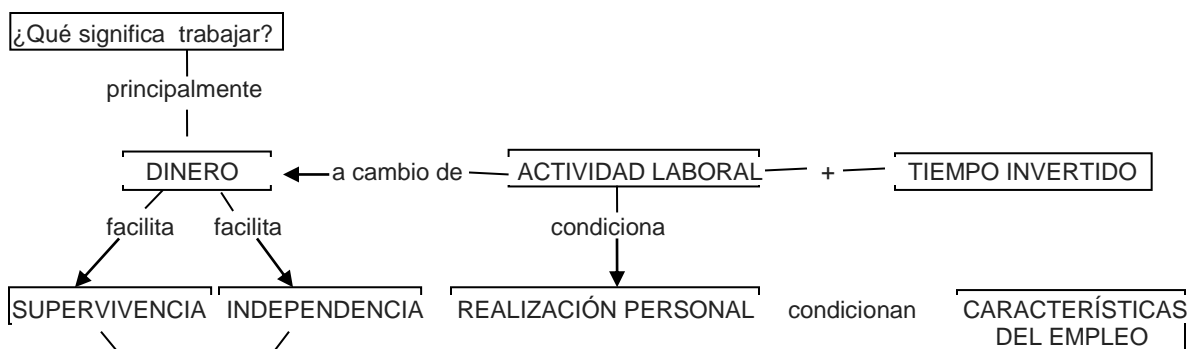 ¿Qué significa trabajar?
principalmente
DINERO a cambio de ACTIVIDAD LABORAL + TIEMPO INVERTIDO
facilita facilita condiciona
SUPERVIVENCIA INDEPENDENCIA REALIZACIÓN PERSONAL condicionan CARACTERÍSTICAS
DEL EMPLEO